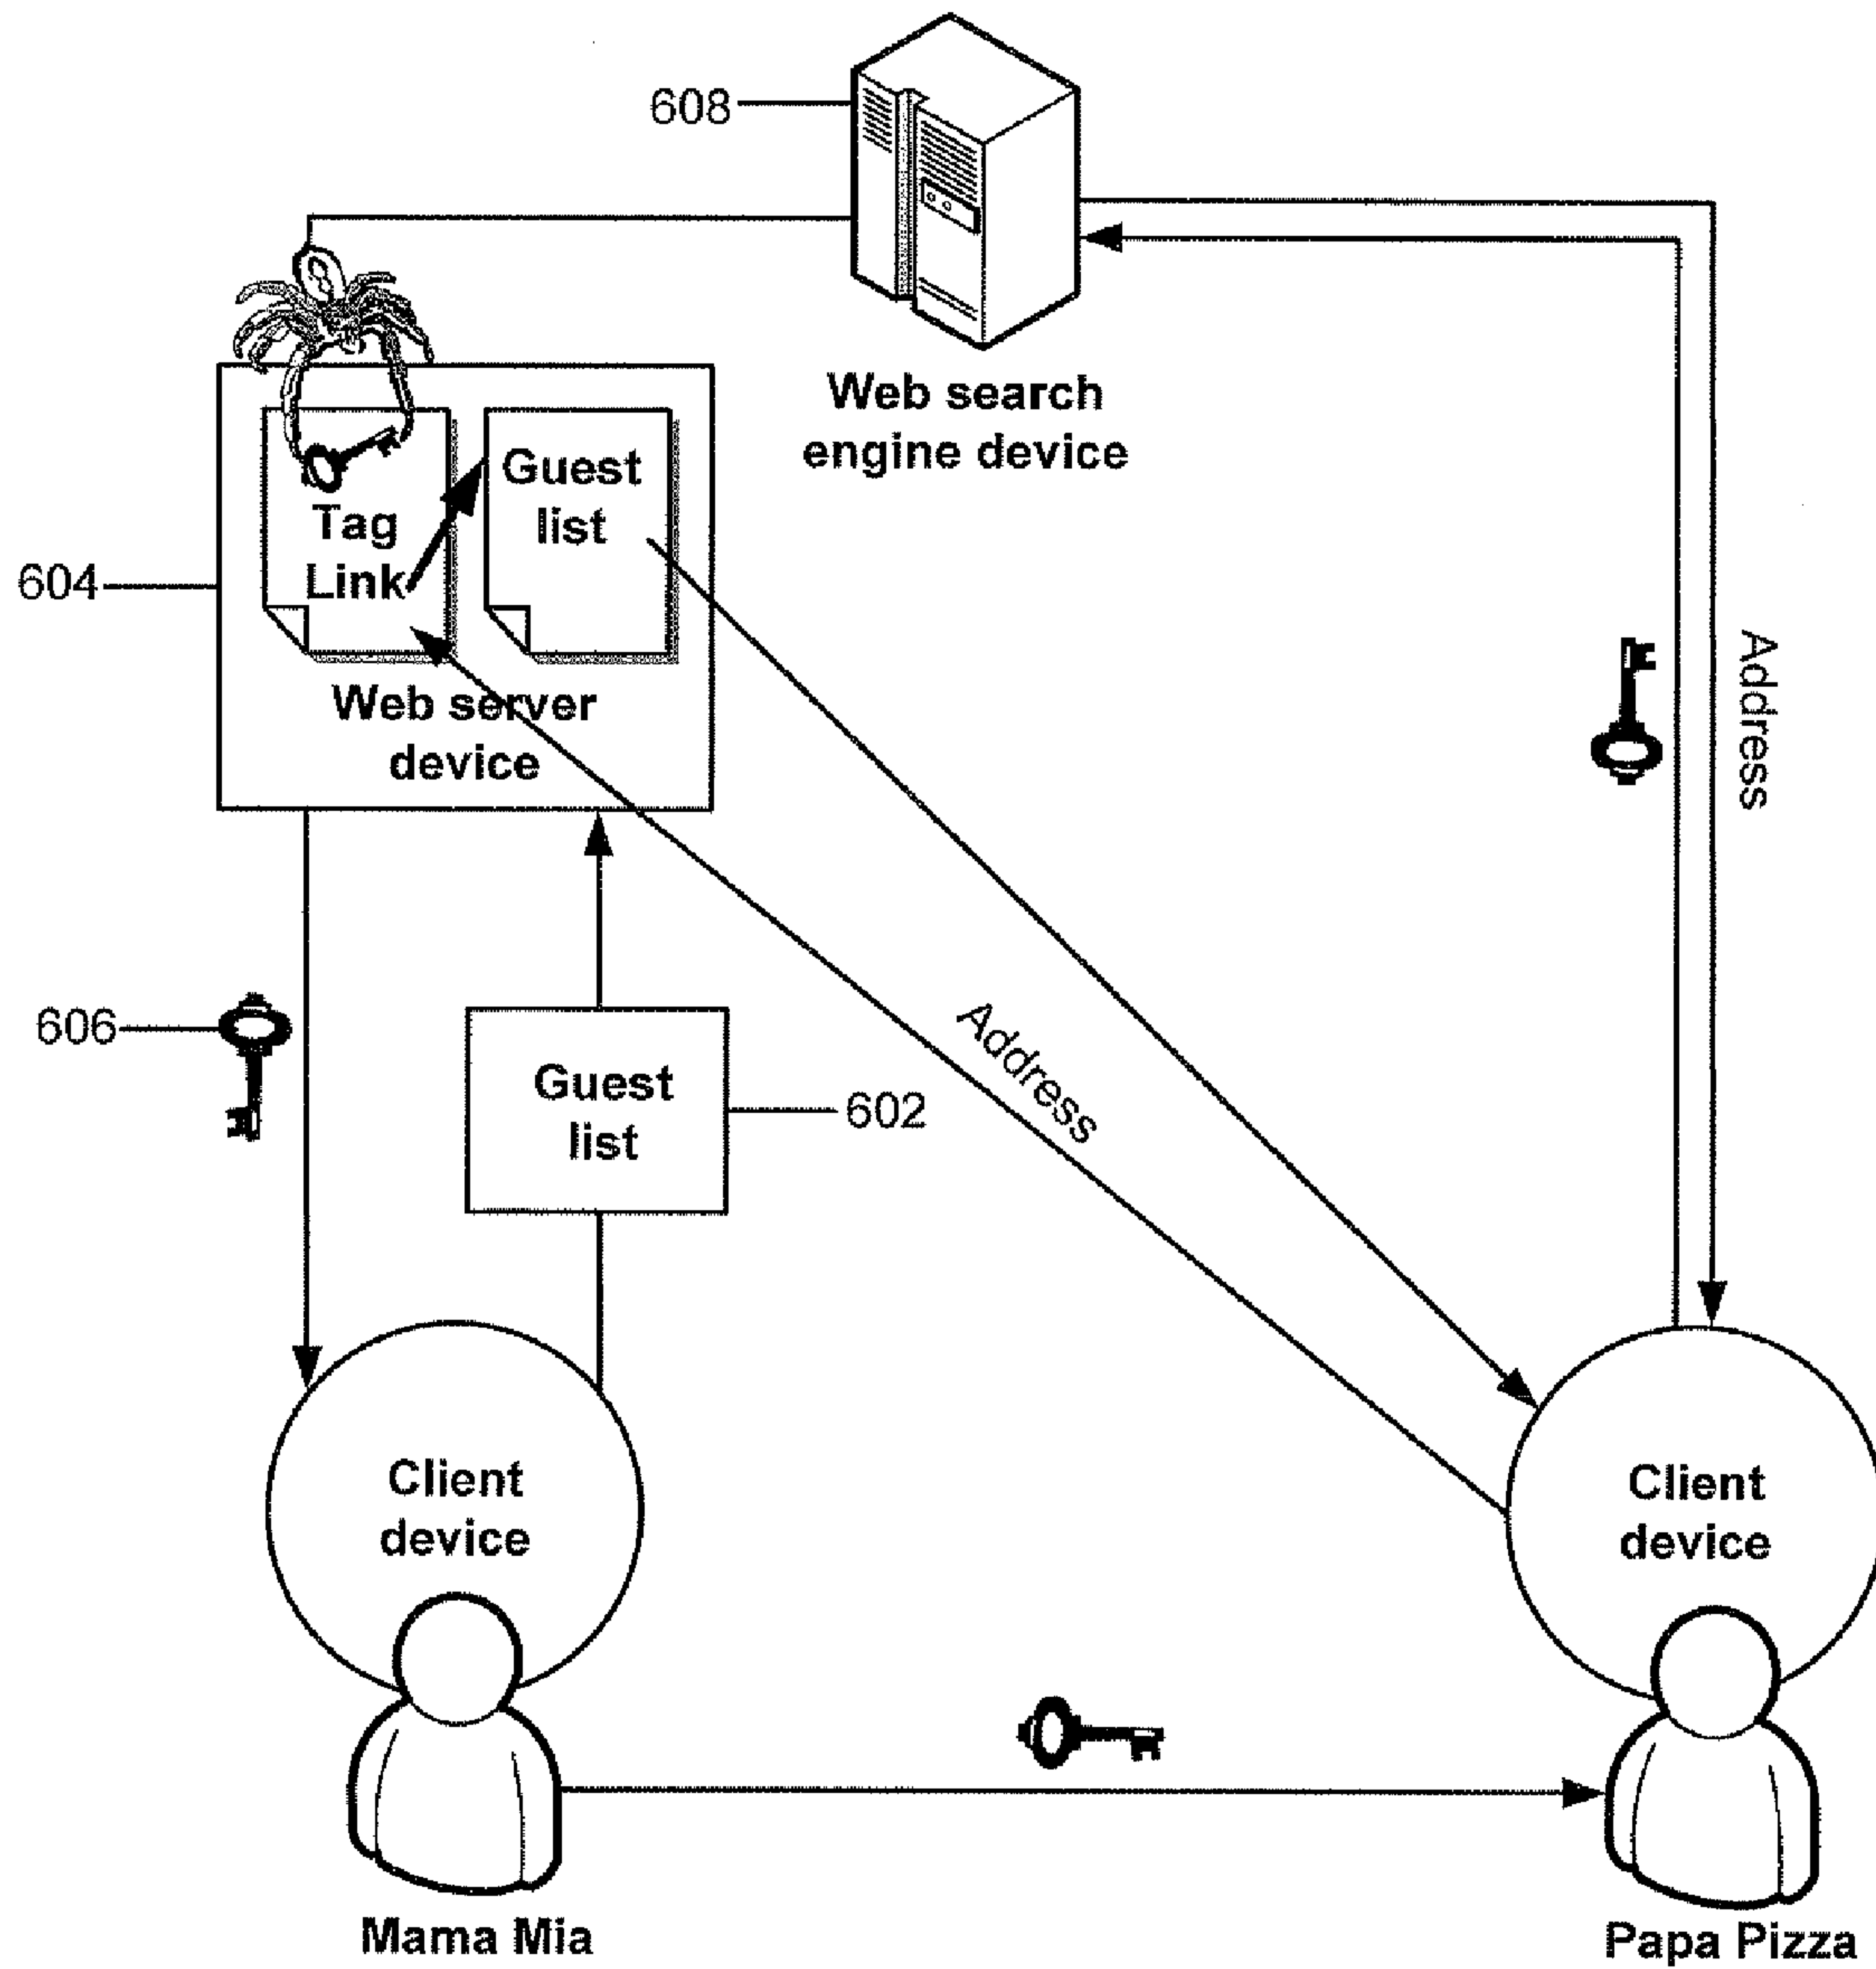 608
Web search
engine device
Guest
list
Tag
Link
604
Web server
device
Address
606
Guest
list
602
Address
Client
device
Client
device
Mama Mia
Papa Pizza